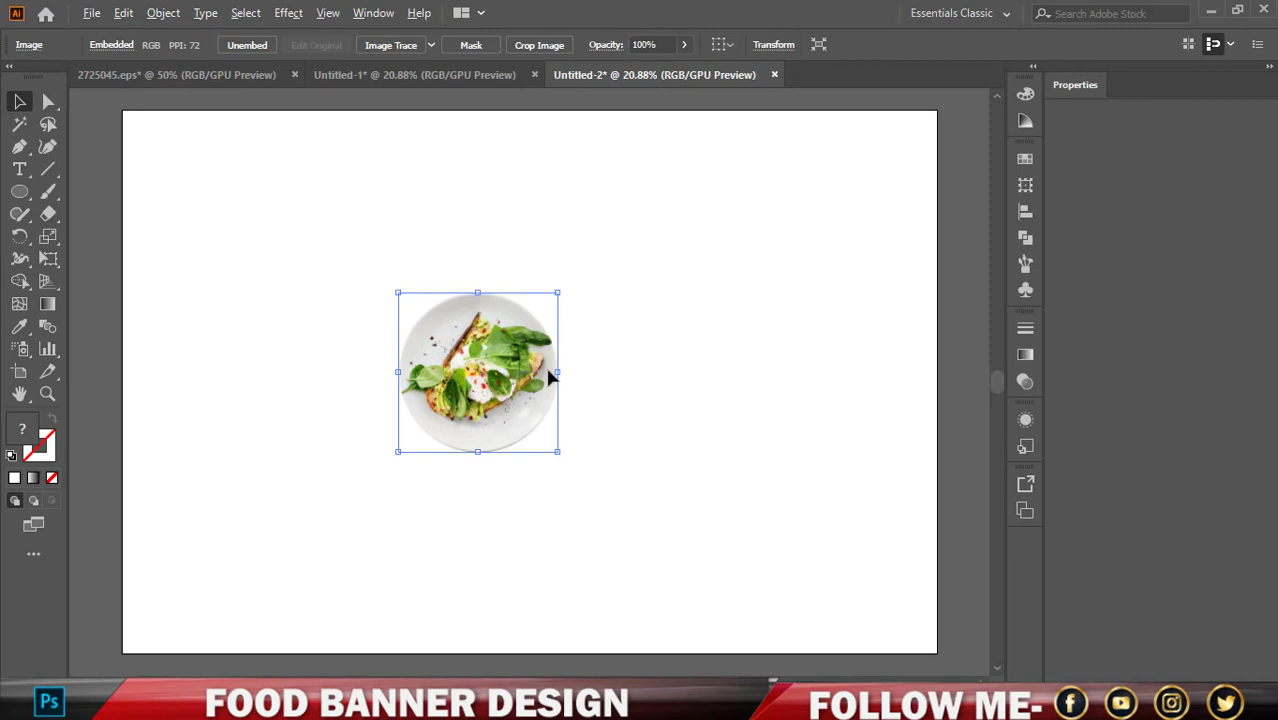 Ai File Edit Object Type Select Effect View Window Help Essentials Classic Search Adobe Stock
Image Embedded RGB PPI: 72 Unembed Edit Original Image Trace Mask Crop Image Opacity: 100% Transform
2725045.eps* @ 50% (RGB/GPU Preview) Untitled-1* @ 20.88% (RGB/GPU Preview) Untitled-2* @ 20.88% (RGB/GPU Preview)
Properties
T
?
Ps FOOD BANNER DESIGN FOLLOW ME-